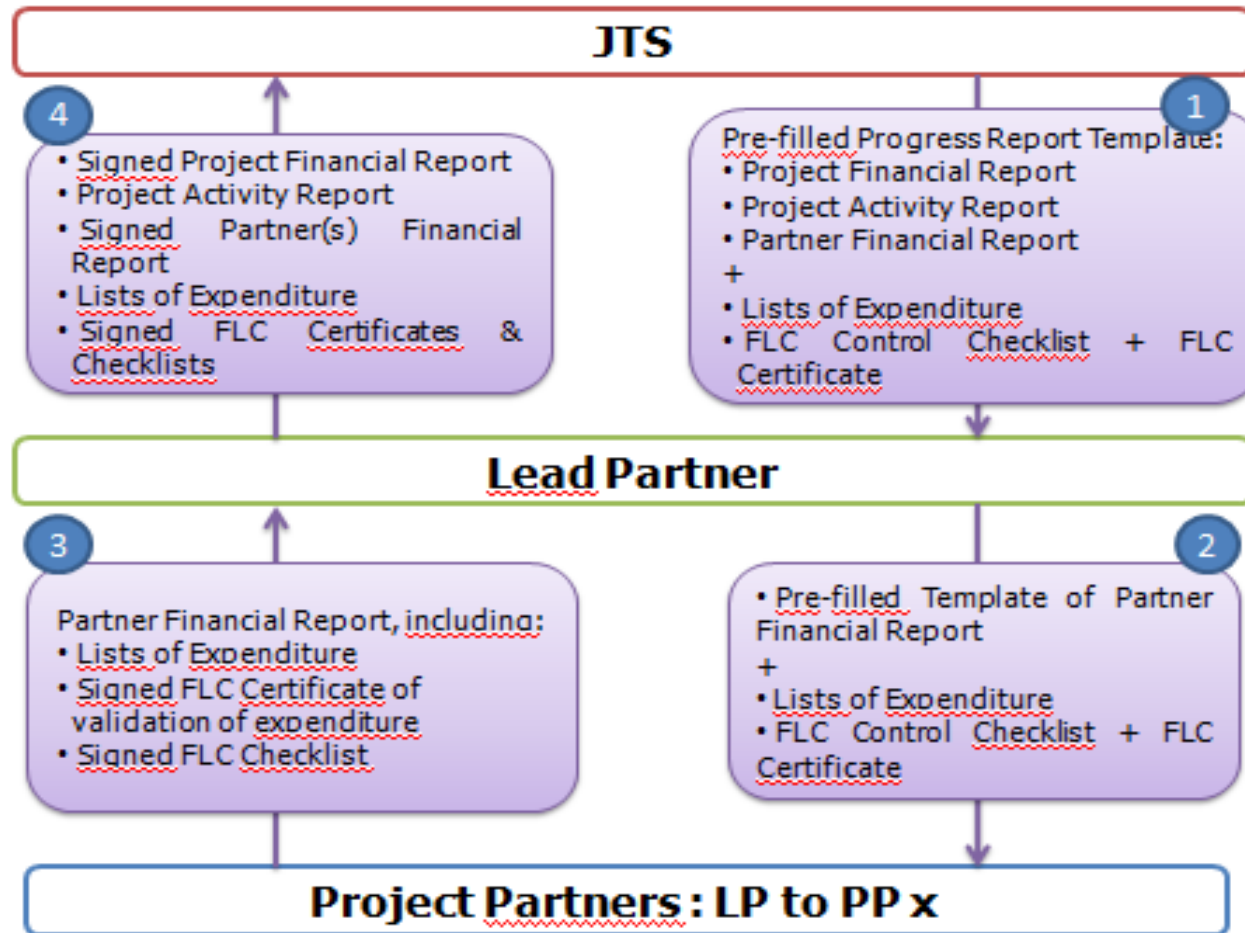 JTS
4
• Signed Project Financial Report
• Project Activity Report
• Signed Partner(s) Financial
Report
• Lists of Expenditure
• Signed FLC Certificates &
Checklists
1
Pre-filled Progress Report Template:
• Project Financial Report
• Project Activity Report
• Partner Financial Report
+
• Lists of Expenditure
• FLC Control Checklist + FLC
Certificate
Lead Partner
3
Partner Financial Report, including:
• Lists of Expenditure
• Signed FLC Certificate of
validation of expenditure
• Signed FLC Checklist
2
• Pre-filled Template of Partner
Financial Report
+
• Lists of Expenditure
• FLC Control Checklist + FLC
Certificate
Project Partners : LP to PP x